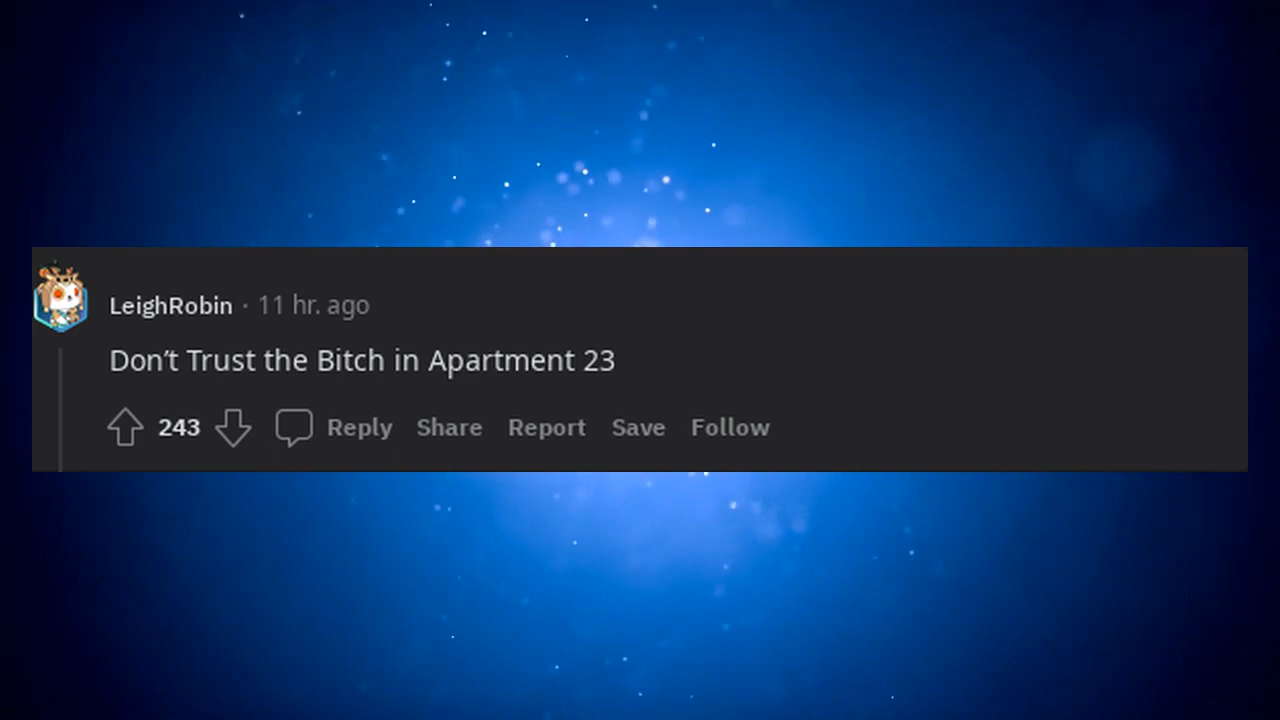 LeighRobin · 11 hr. ago
Don’t Trust the Bitch in Apartment 23
243 Reply Share Report Save Follow